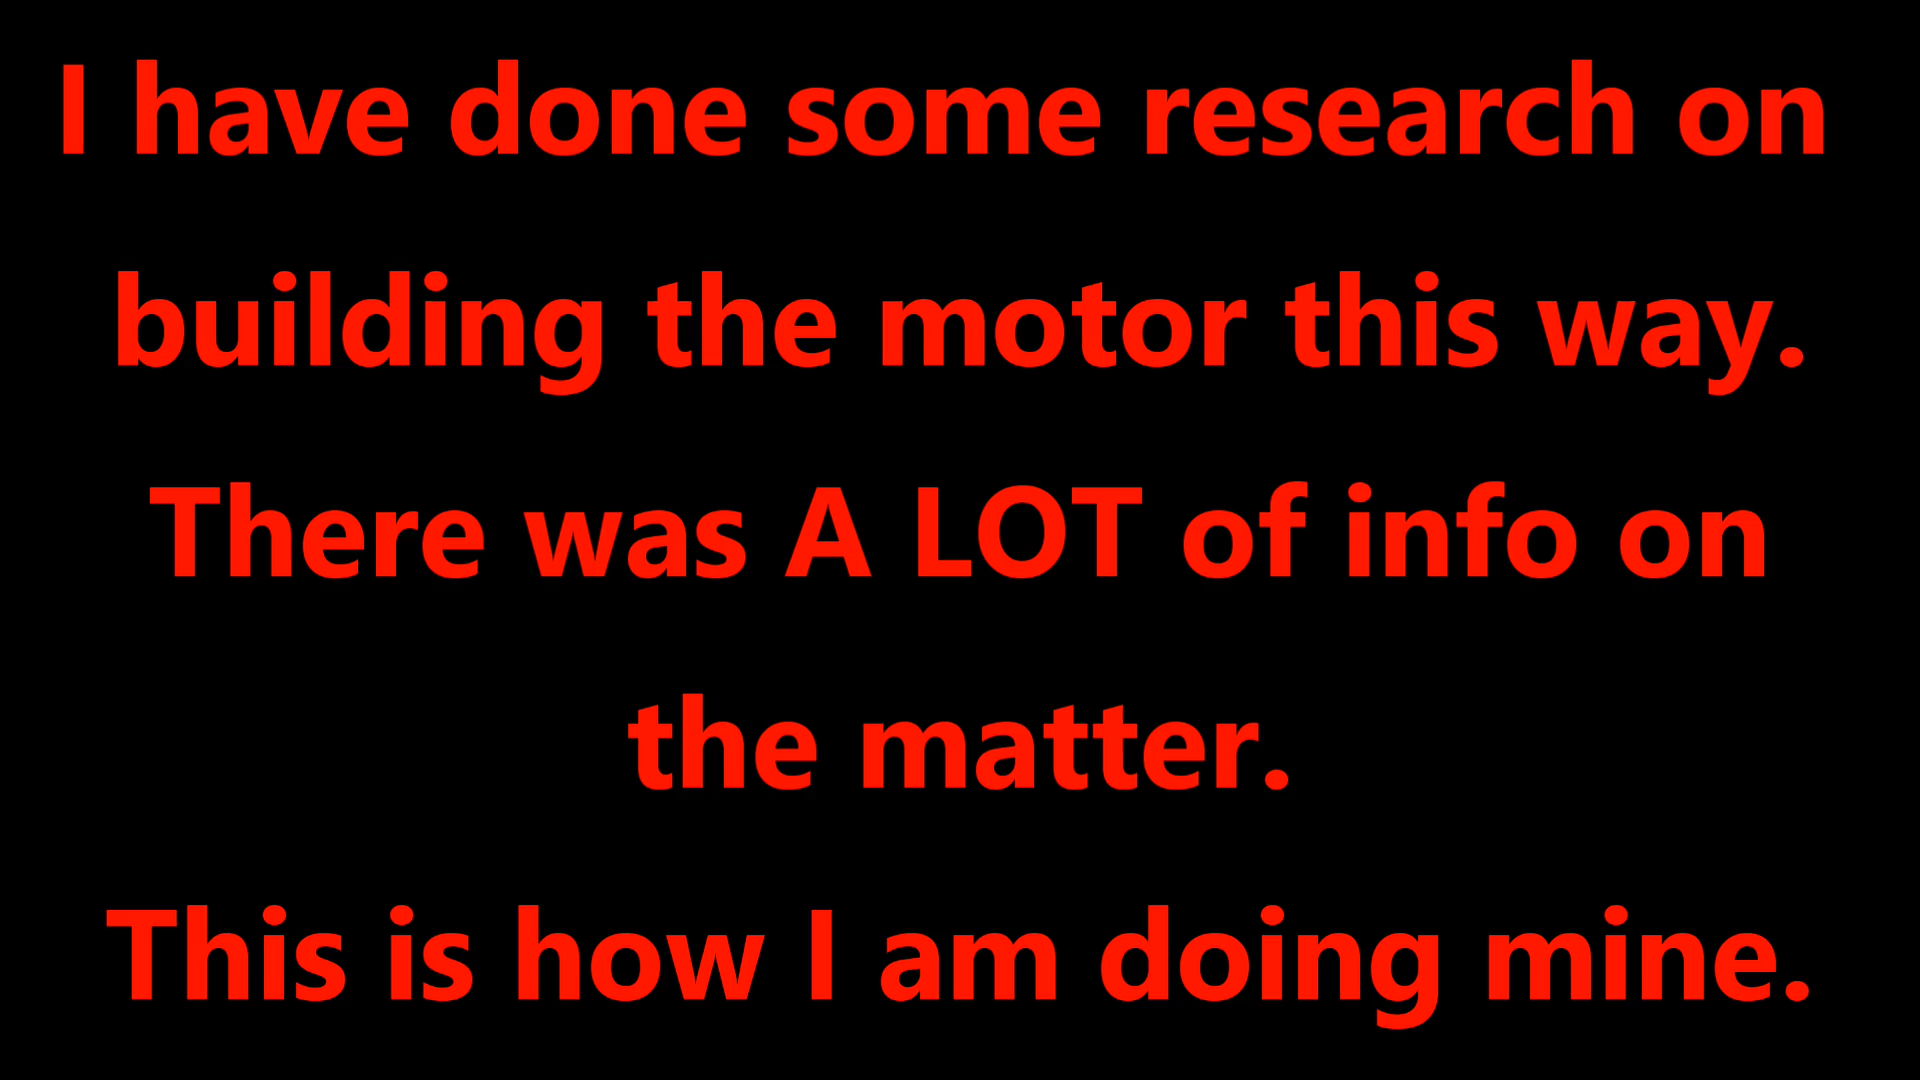 I have done some research on
building the motor this way.
There was A LOT of info on
the matter.
This is how I am doing mine.